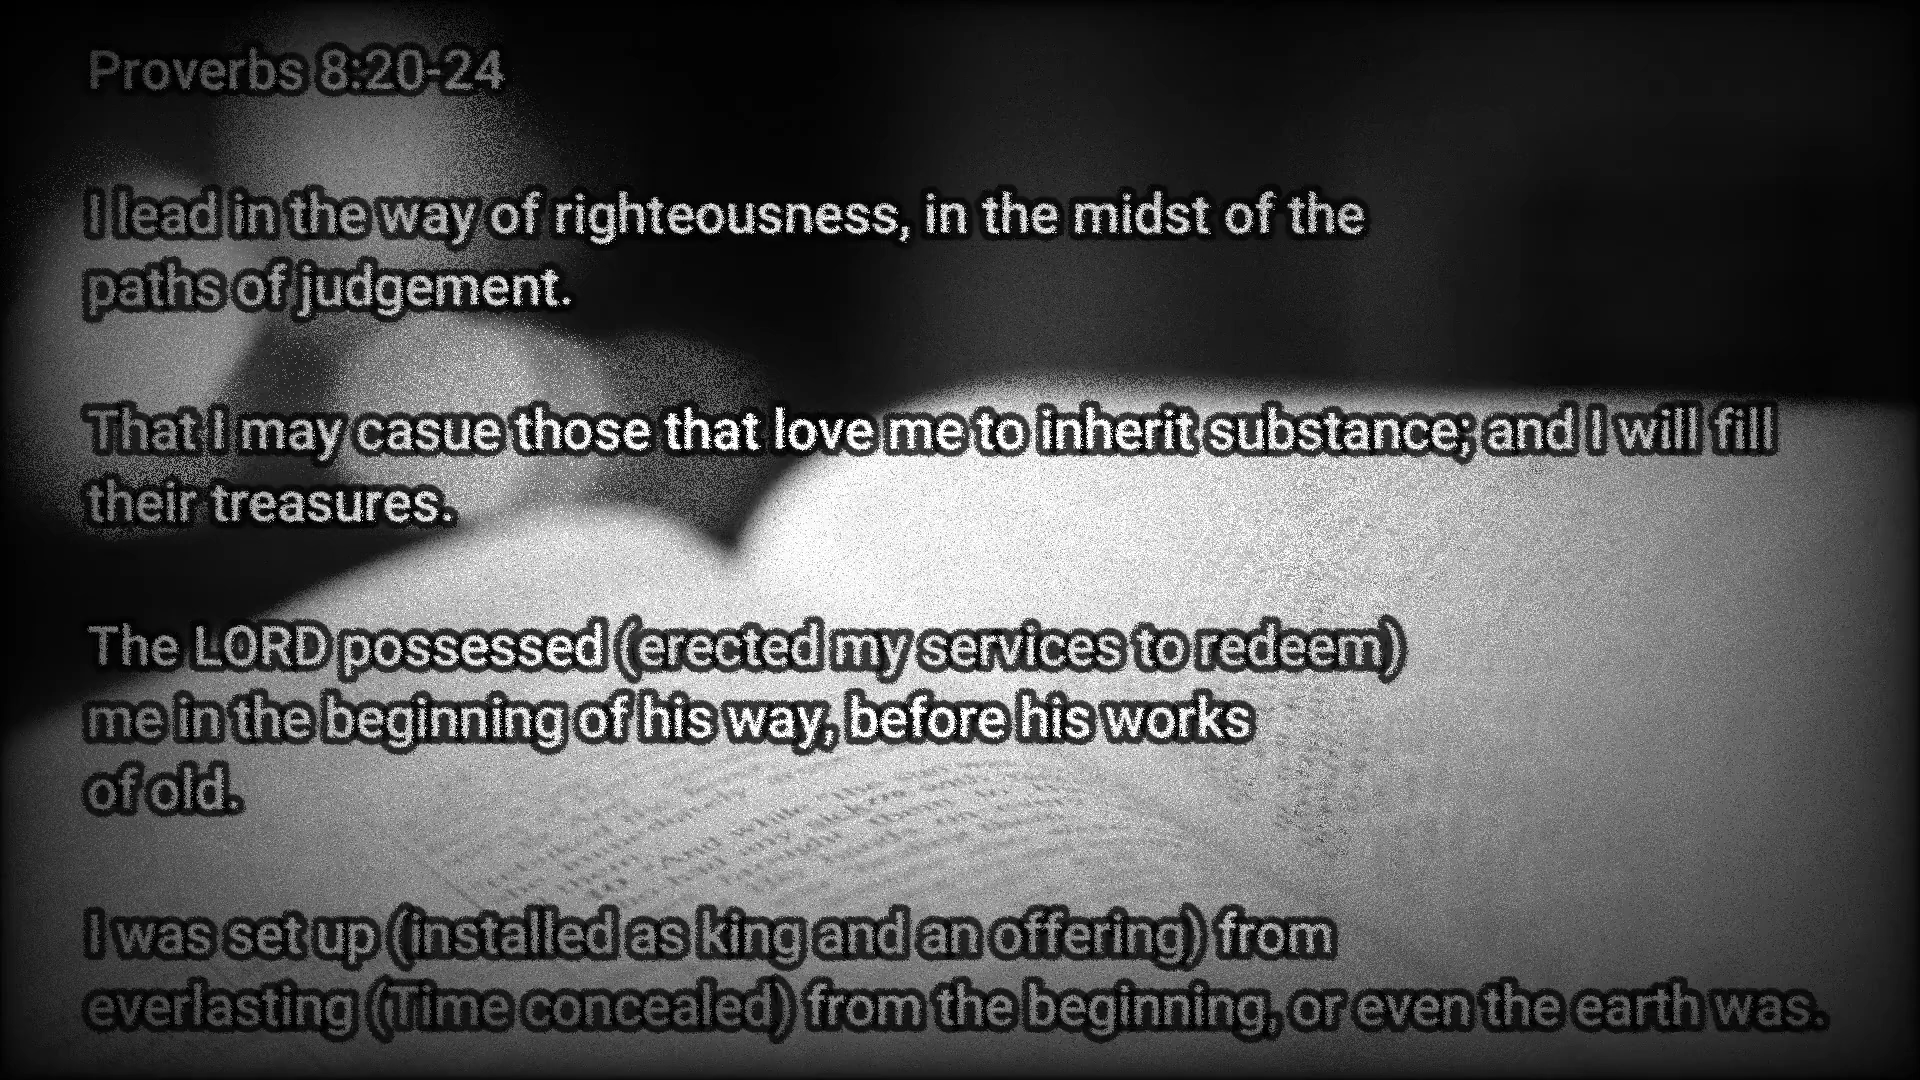 Proverbs 8:20-24
I lead in the way of righteousness, in the midst of the
paths of judgement.
That I may casue those that love me to inherit substance; and I will fill
their treasures.
The LORD possessed (erected my services to redeem)
me in the beginning of his way, before his works
of old.
I was set up (installed as king and an offering) from
everlasting (Time concealed) from the beginning, or even the earth was.